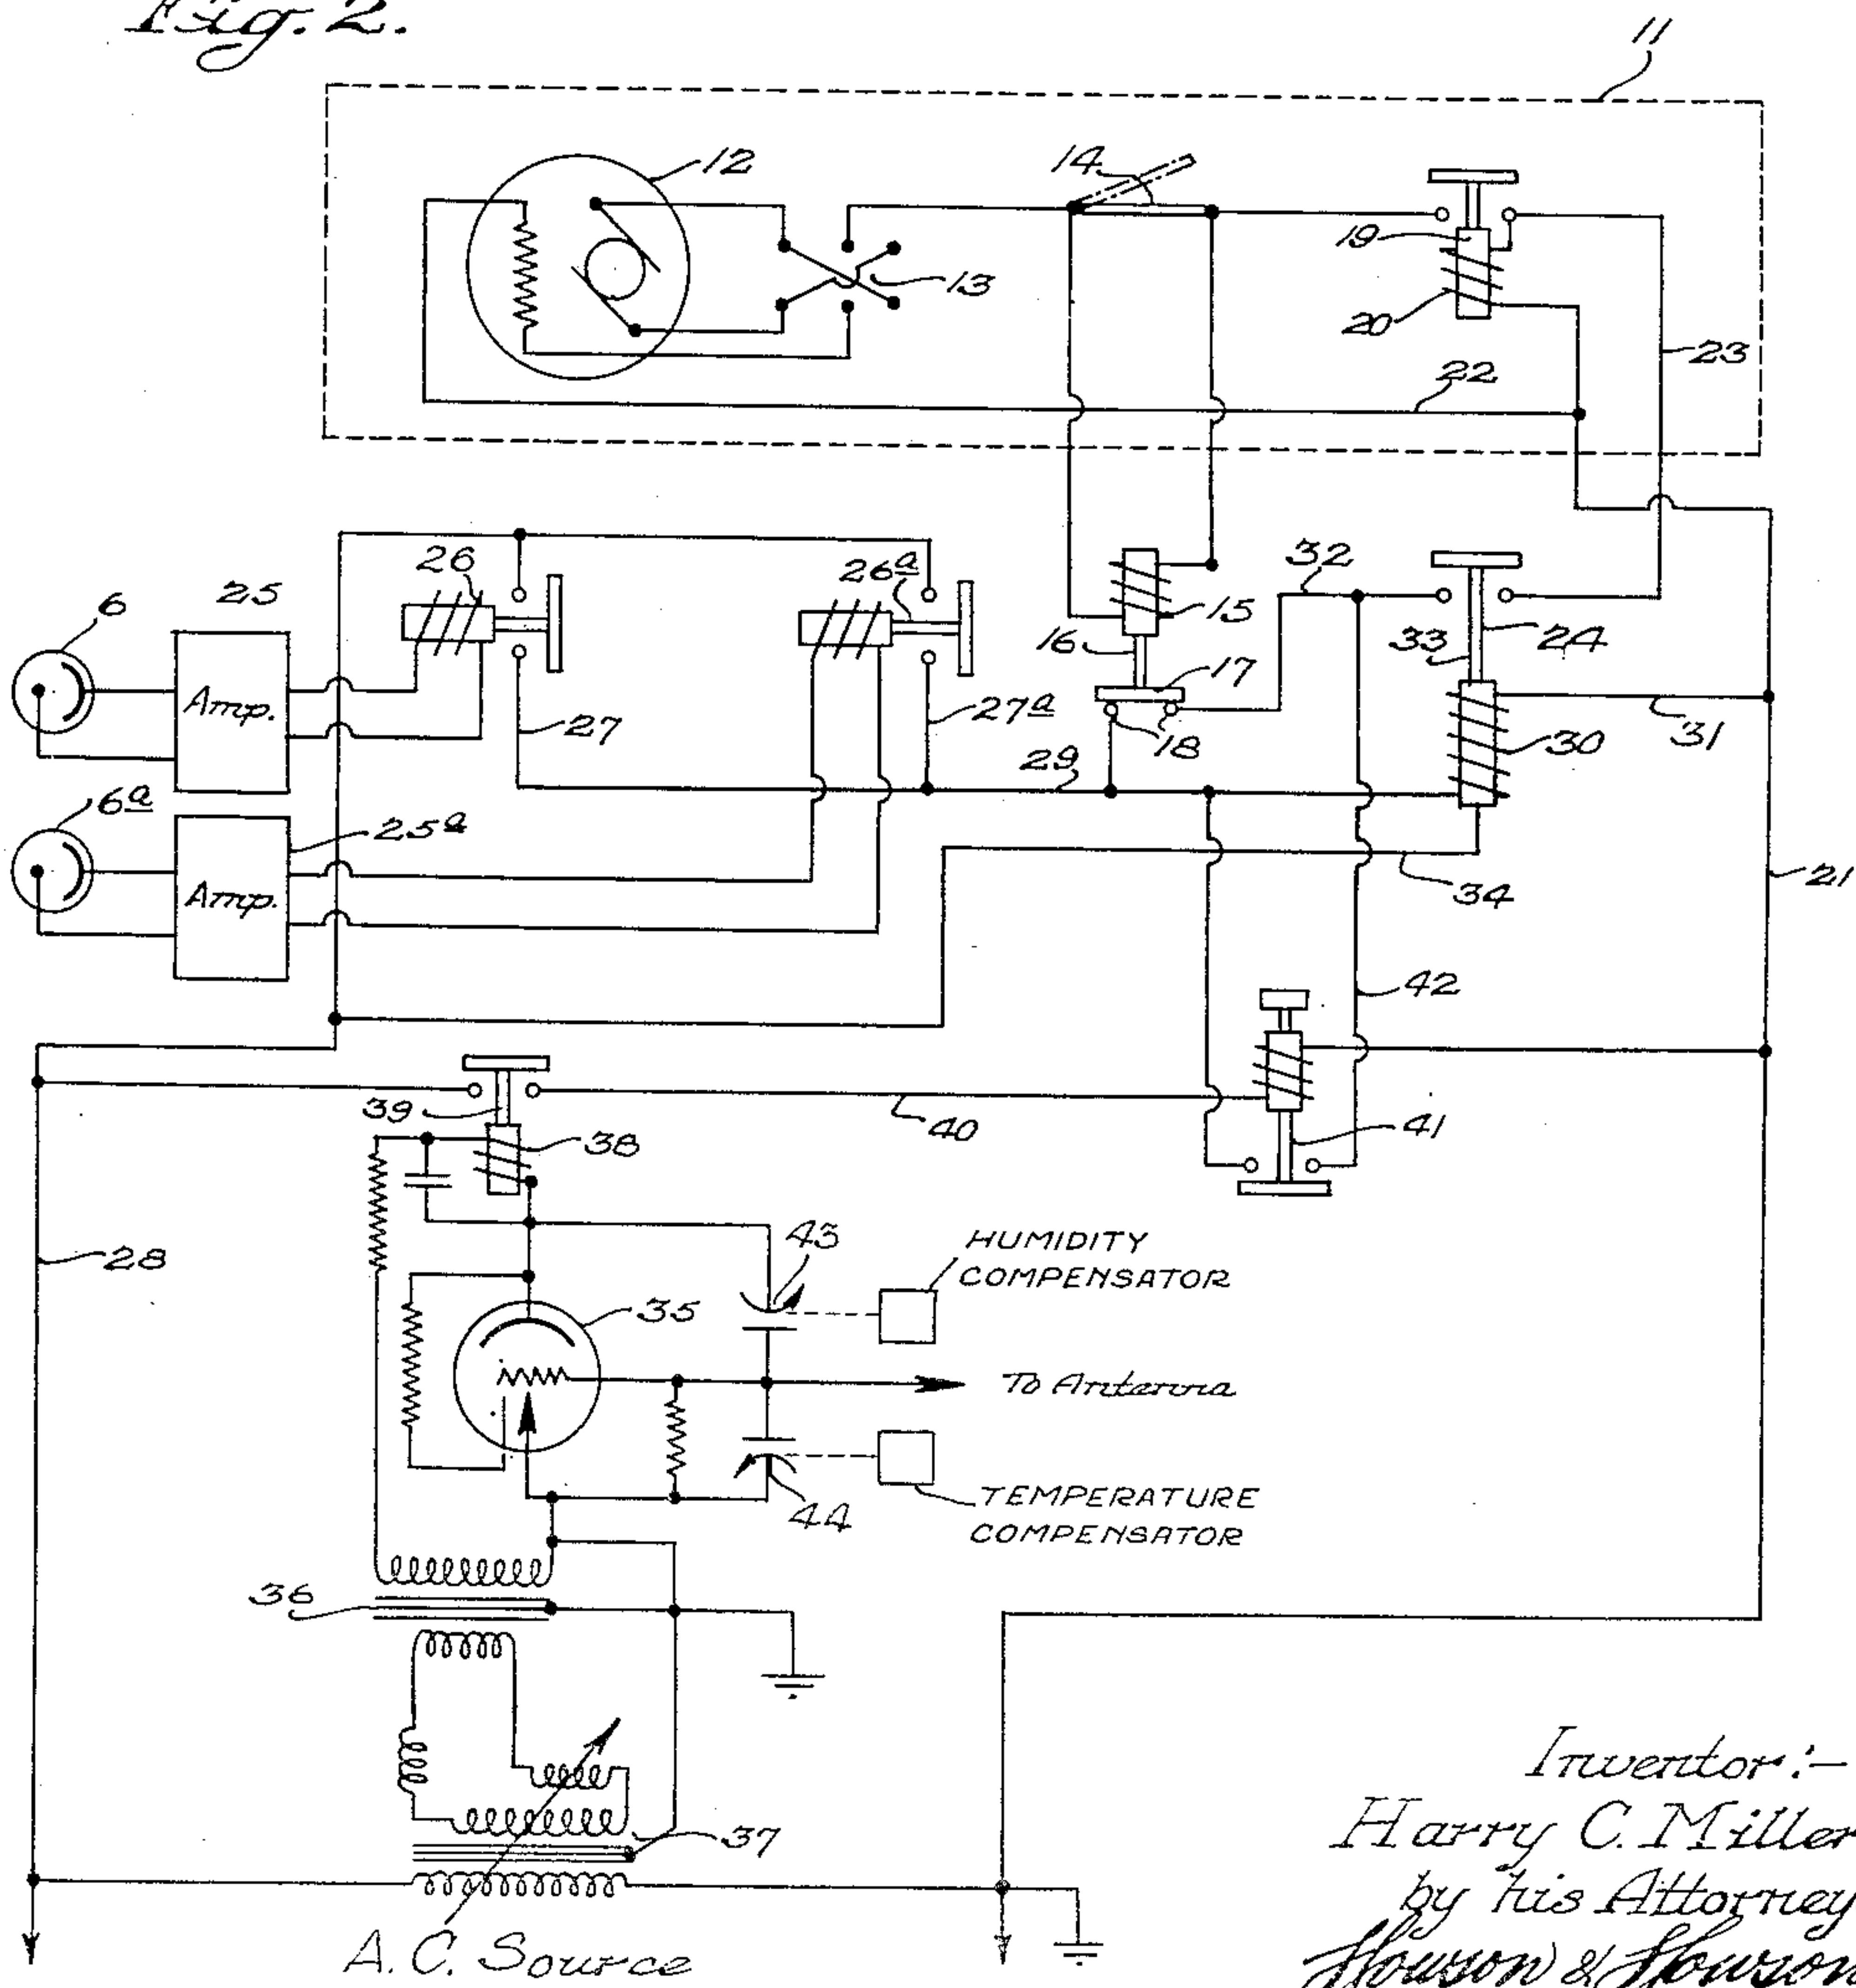 Fig. 2.
11
12
14
13
19
20
23
22
26
26a
25
6
32
15
16
17
33
24
Amp.
27
27a
18
29
30
31
6a
25a
Amp.
34
21
42
39
38
40
41
28
43
HUMIDITY
COMPENSATOR
35
To Antenna
44
TEMPERATURE
COMPENSATOR
36
37
A.C. Source
Inventor:-
Harry C. Miller
by his Attorney
Howson & Howson